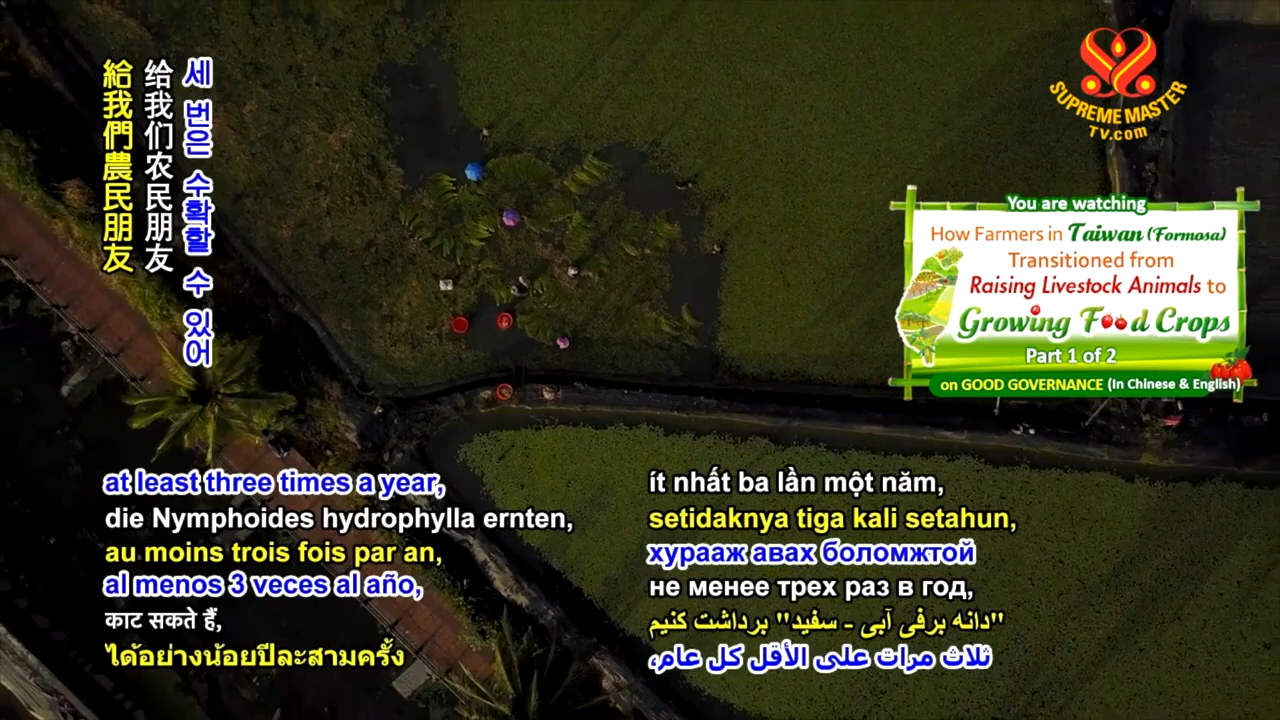 給我們農民朋友
给我们农民朋友
세 번은 수확할 수 있어
SUPREME MASTER
TV.com
You are watching
How Farmers in Taiwan (Formosa)
Transitioned from
Raising Livestock Animals to
Growing Food Crops
Part 1 of 2
on GOOD GOVERNANCE (In Chinese & English)
at least three times a year,
die Nymphoides hydrophylla ernten,
au moins trois fois par an,
al menos 3 veces al año,
काट सकते हैं,
ได้อย่างน้อยปีละสามครั้ง
ít nhất ba lần một năm,
setidaknya tiga kali setahun,
хурааж авах боломжтой
не менее трех раз в год,
"دانه برفی آبی - سفید" برداشت کنیم
ثلاث مرات على الأقل كل عام،